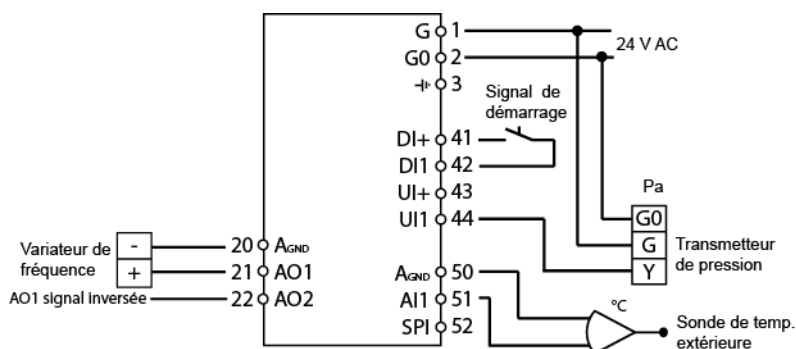 G 1
24 V AC
G0 2
3
Signal de
démarrage
DI+ 41
DI1 42
UI+ 43
UI1 44
Pa
G0
G
Y
Transmetteur
de pression
Variateur de
fréquence
-
+
20 AGND
21 AO1
AO1 signal inversée
22 AO2
AGND 50
AI1 51
SPI 52
°C
Sonde de temp.
extérieure